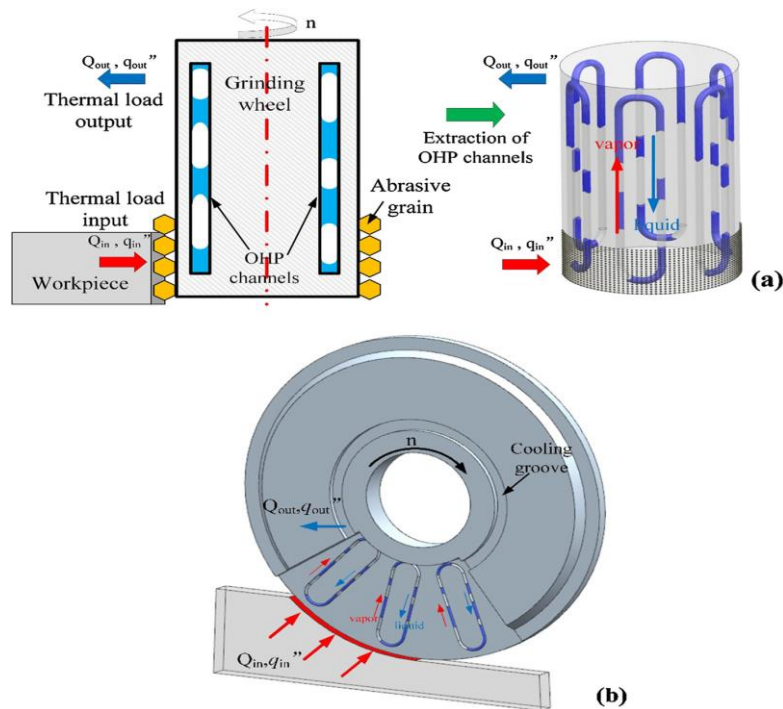 n
Qout , qout”
Thermal load
output
Grinding
wheel
Thermal load
input
Qin , qin”
Workpiece
OHP
channels
Abrasive
grain
Extraction of
OHP channels
Qout , qout”
vapor
liquid
Qin , qin”
(a)
n
Cooling
groove
Qout,qout”
vapor
liquid
Qin,qin”
(b)